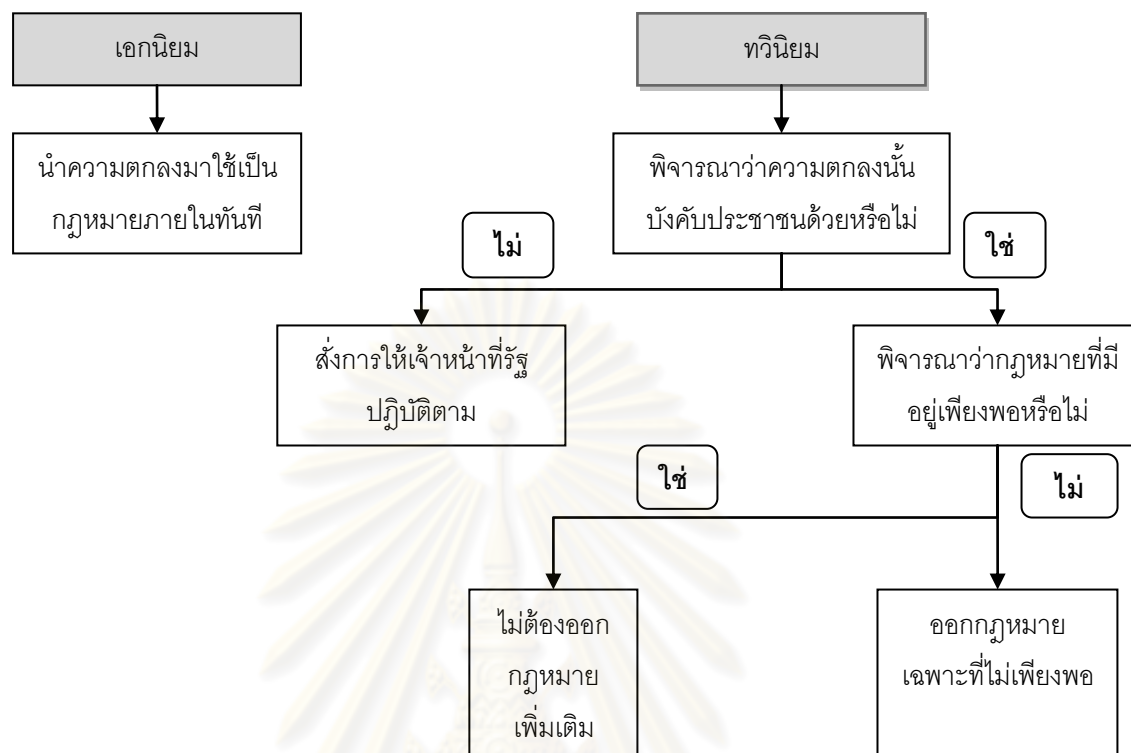 เอกนิยม
ทวินิยม
นำความตกลงมาใช้เป็น
กฎหมายภายในทันที
พิจารณาว่าความตกลงนั้น
บังคับประชาชนด้วยหรือไม่
ไม่
ใช่
สั่งการให้เจ้าหน้าที่รัฐ
ปฎิบัติตาม
พิจารณาว่ากฎหมายที่มี
อยู่เพียงพอหรือไม่
ใช่
ไม่
ไม่ต้องออก
กฎหมาย
เพิ่มเติม
ออกกฎหมาย
เฉพาะที่ไม่เพียงพอ